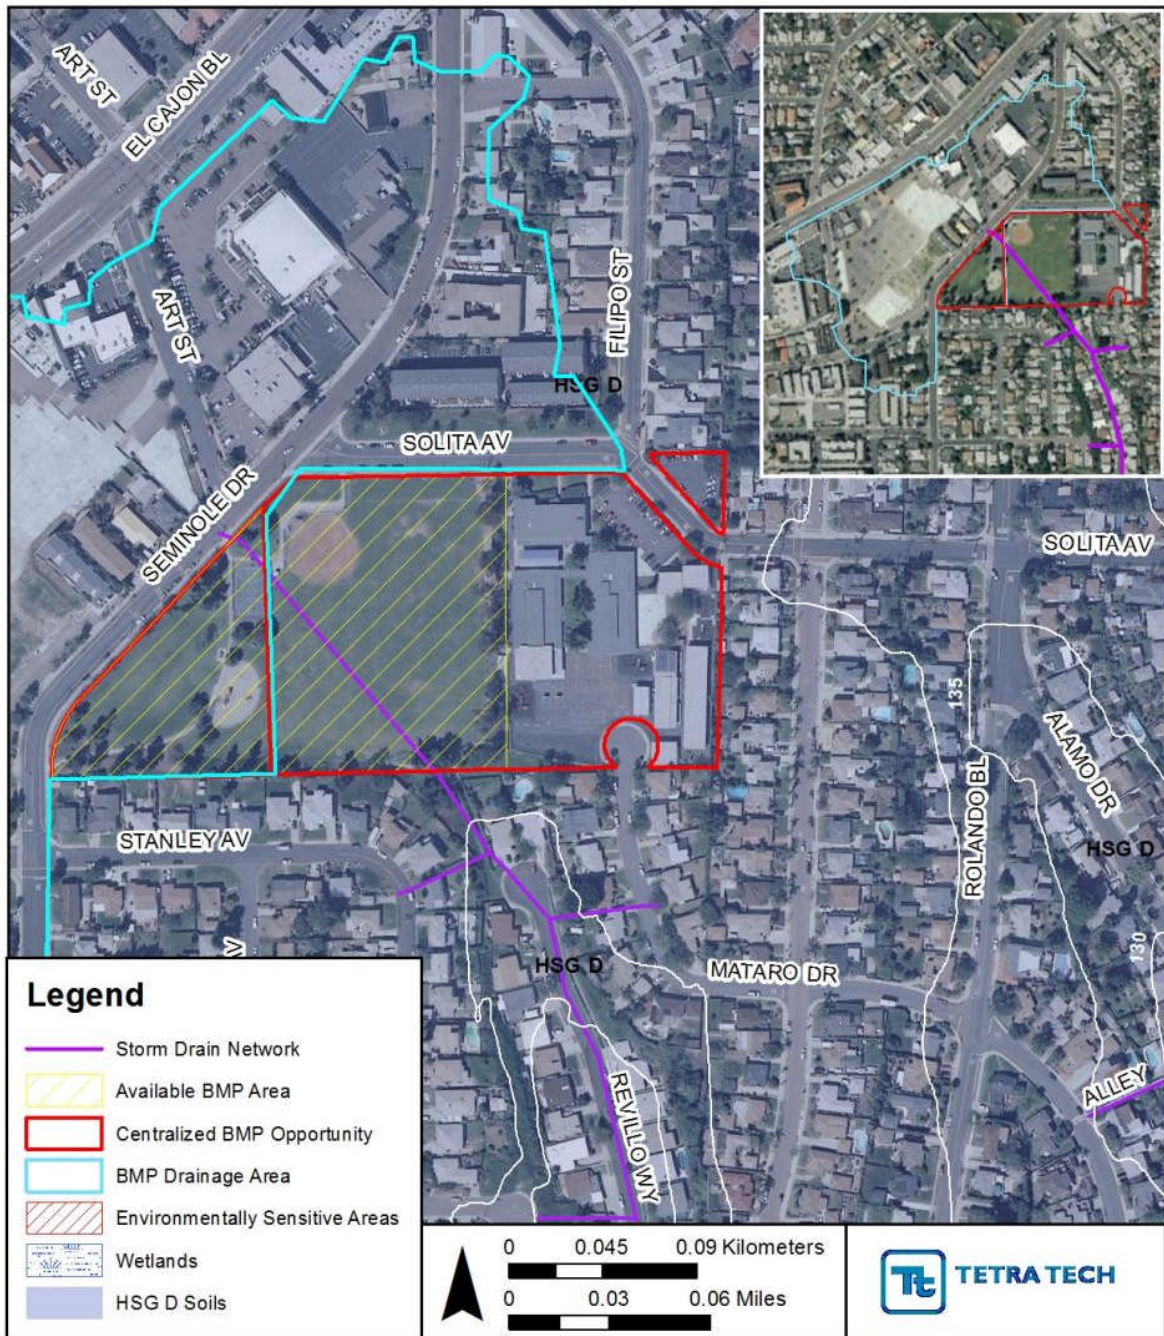 ART ST
EL CAJON BL
ART ST
FILIPO ST
HSG D
SOLITA AV
SEMINOLE DR
SOLITA AV
135
ALAMO DR
ROLANDO BL
STANLEY AV
HSG D
AV
HSG D
MATARO DR
130
REVILLO WY
ALLEY
Legend
Storm Drain Network
Available BMP Area
Centralized BMP Opportunity
BMP Drainage Area
Environmentally Sensitive Areas
Wetlands
HSG D Soils
0 0.045 0.09 Kilometers
0 0.03 0.06 Miles
Tt
TETRA TECH